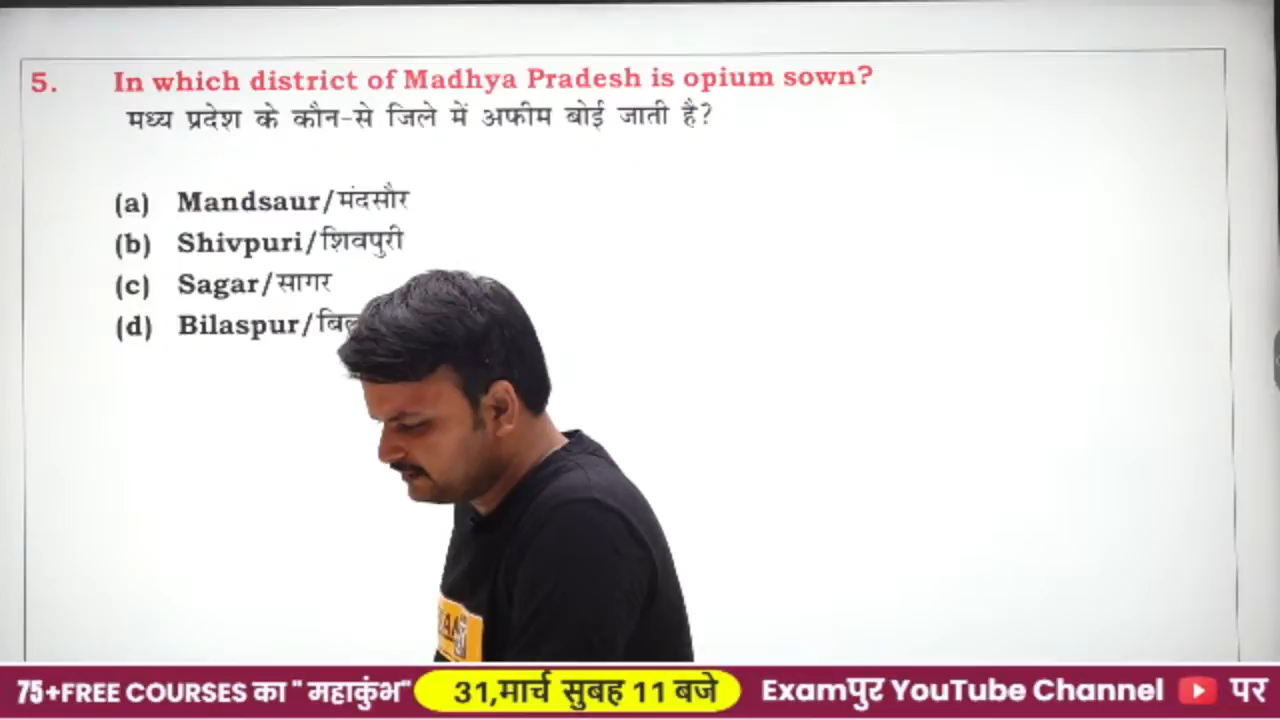 5. In which district of Madhya Pradesh is opium sown?
मध्य प्रदेश के कौन-से जिले में अफीम बोई जाती है?
(a) Mandsaur/मंदसौर
(b) Shivpuri/शिवपुरी
(c) Sagar/सागर
(d) Bilaspur/
75+FREE COURSES का " महाकुंभ" 31,मार्च सुबह 11 बजे Examपुर YouTube Channel पर